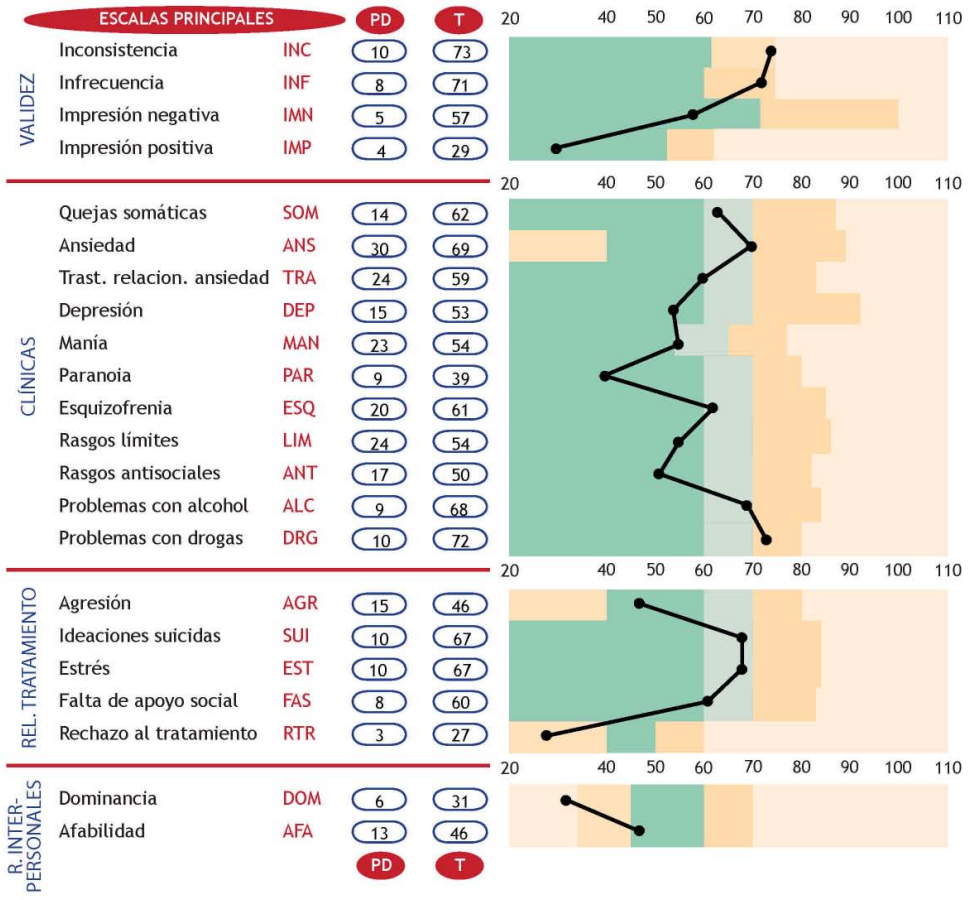 ESCALAS PRINCIPALES PD T 20 40 50 60 70 80 90 100 110
VALIDEZ
Inconsistencia INC 10 73
Infrecuencia INF 8 71
Impresión negativa IMN 5 57
Impresión positiva IMP 4 29
20 40 50 60 70 80 90 100 110
CLÍNICAS
Quejas somáticas SOM 14 62
Ansiedad ANS 30 69
Trast. relacion. ansiedad TRA 24 59
Depresión DEP 15 53
Manía MAN 23 54
Paranoia PAR 9 39
Esquizofrenia ESQ 20 61
Rasgos límites LIM 24 54
Rasgos antisociales ANT 17 50
Problemas con alcohol ALC 9 68
Problemas con drogas DRG 10 72
20 40 50 60 70 80 90 100 110
REL. TRATAMIENTO
Agresión AGR 15 46
Ideaciones suicidas SUI 10 67
Estrés EST 10 67
Falta de apoyo social FAS 8 60
Rechazo al tratamiento RTR 3 27
20 40 50 60 70 80 90 100 110
R. INTER-
PERSONALES
Dominancia DOM 6 31
Afabilidad AFA 13 46
PD T